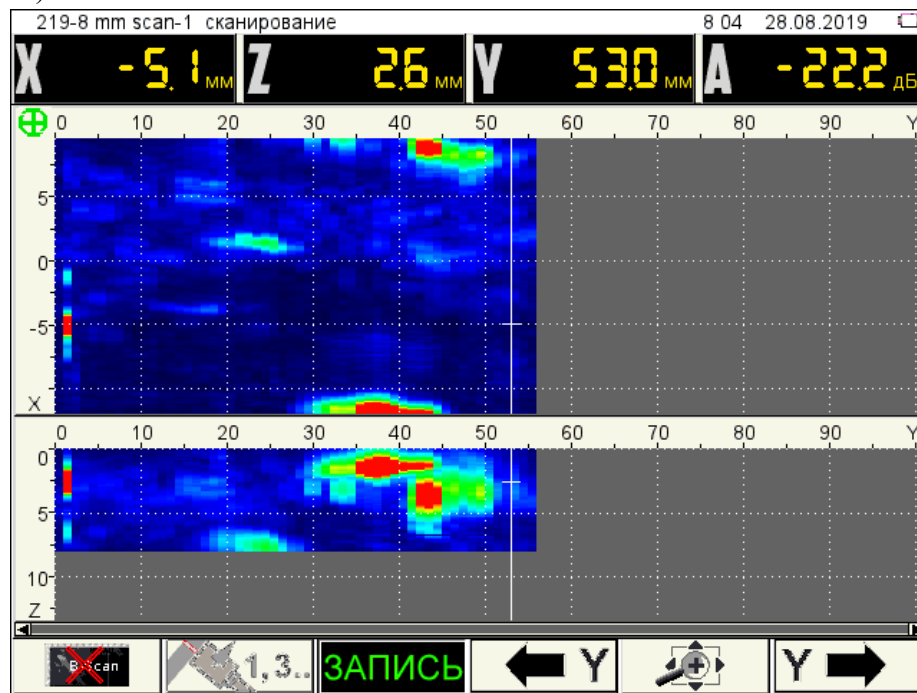 219-8 mm scan-1 сканирование 8 04 28.08.2019
X -5,1 мм Z 2,6 мм Y 53,0 мм A -22,2 дБ
0 10 20 30 40 50 60 70 80 90 Y
5
0
-5
X
0 10 20 30 40 50 60 70 80 90 Y
0
5
10
Z
B-Scan 1,3.. ЗАПИСЬ Y Y